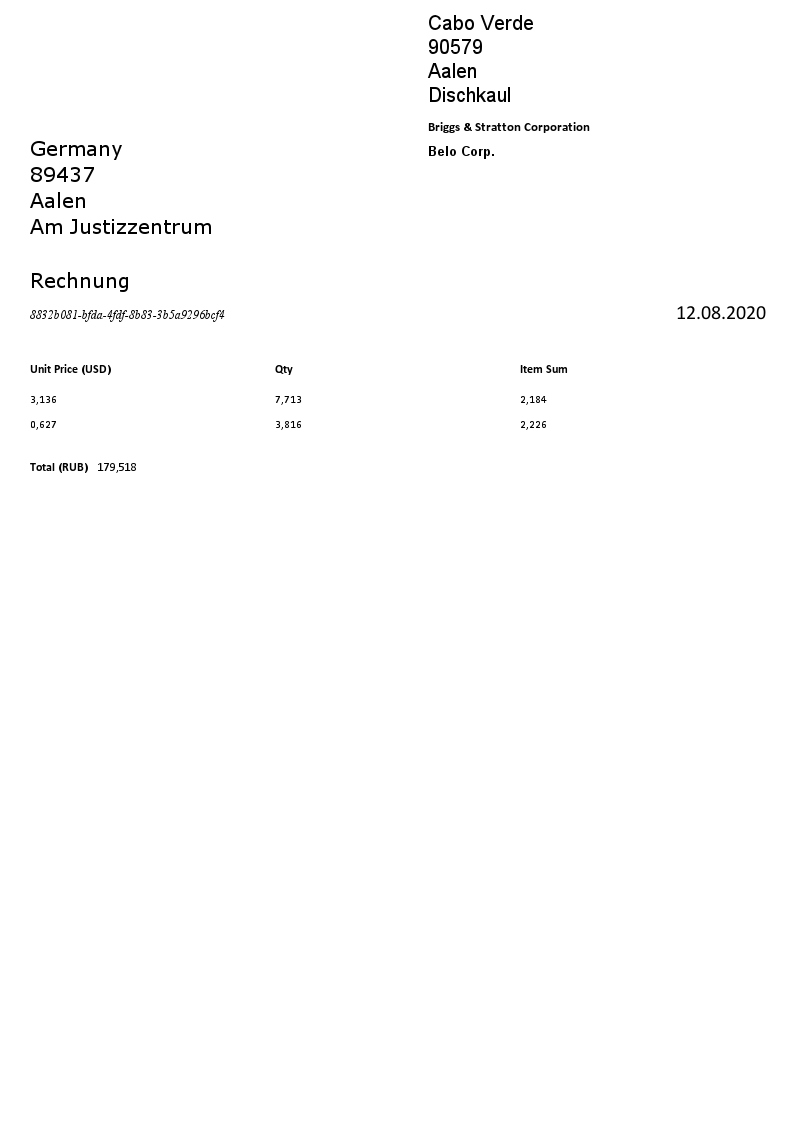 Cabo Verde
90579
Aalen
Dischkaul
Briggs & Stratton Corporation
Belo Corp.
Germany
89437
Aalen
Am Justizzentrum
Rechnung
8832b081-bfda-4fdf-8b83-3b5a9296bcf4
12.08.2020
Unit Price (USD) Qty Item Sum
3,136 7,713 2,184
0,627 3,816 2,226
Total (RUB) 179,518